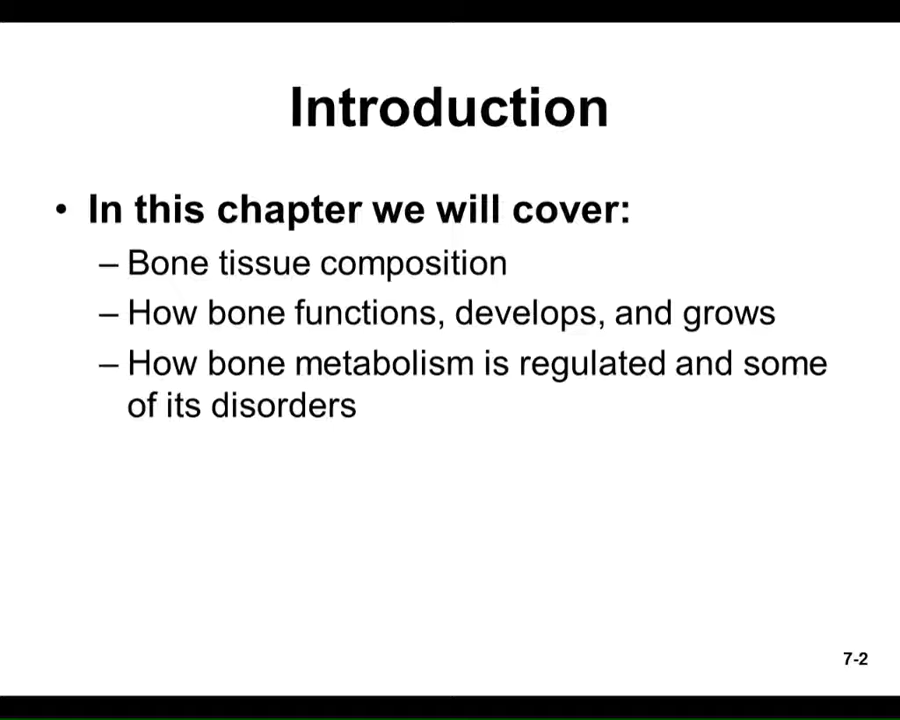 Introduction
• In this chapter we will cover:
– Bone tissue composition
– How bone functions, develops, and grows
– How bone metabolism is regulated and some
of its disorders
7-2